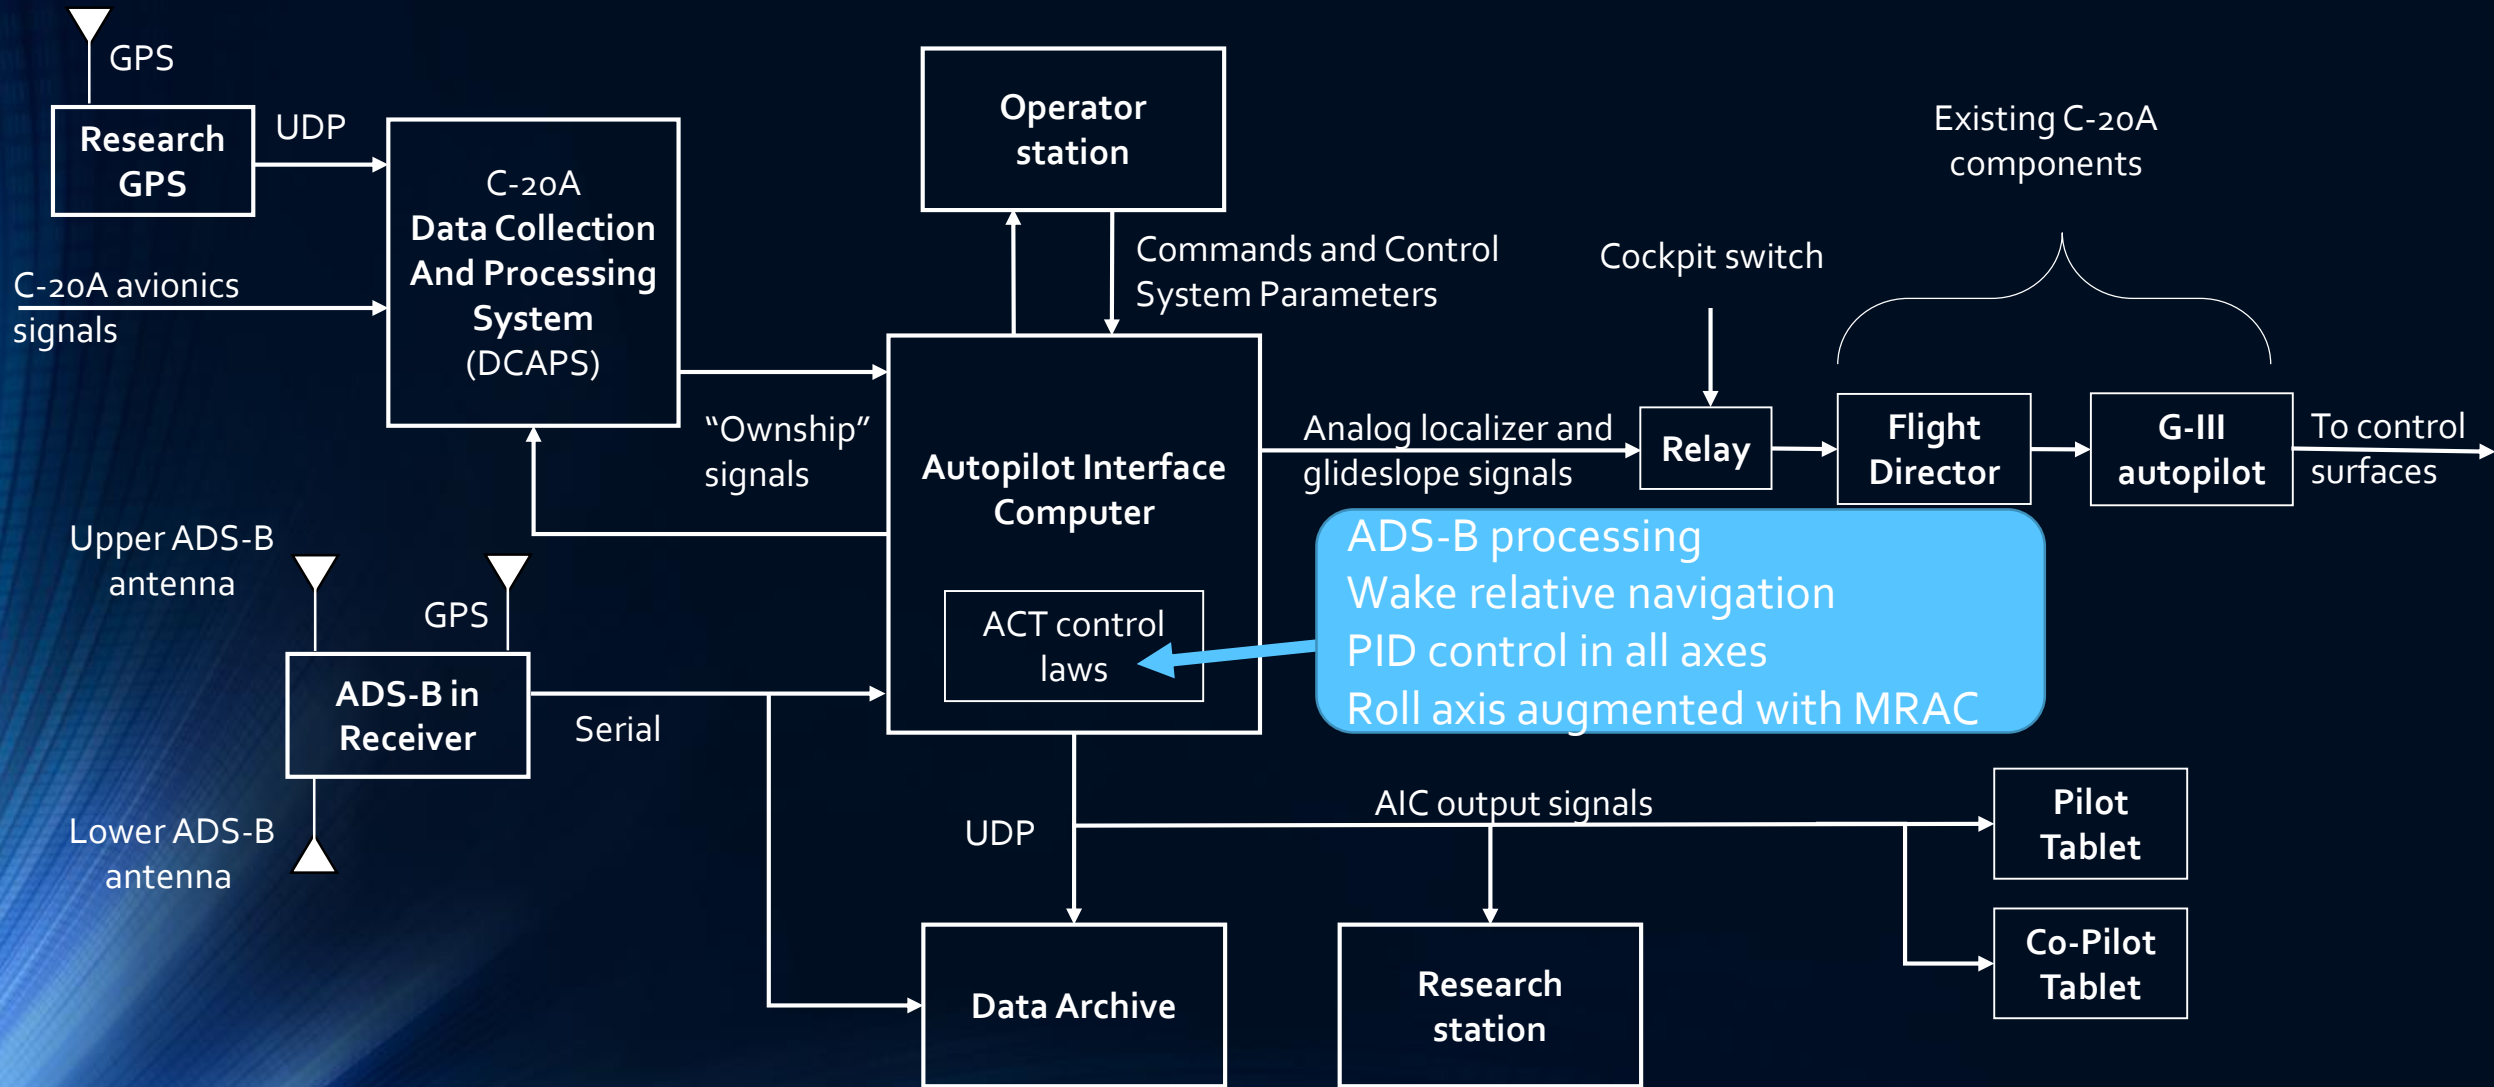 GPS
Research
GPS
UDP
C-20A avionics
signals
C-20A
Data Collection
And Processing
System
(DCAPS)
Operator
station
Commands and Control
System Parameters
Cockpit switch
Existing C-20A
components
"Ownship"
signals
Autopilot Interface
Computer
ACT control
laws
Analog localizer and
glideslope signals
Relay
Flight
Director
G-III
autopilot
To control
surfaces
ADS-B processing
Wake relative navigation
PID control in all axes
Roll axis augmented with MRAC
Upper ADS-B
antenna
GPS
ADS-B in
Receiver
Serial
Lower ADS-B
antenna
UDP
AIC output signals
Pilot
Tablet
Co-Pilot
Tablet
Data Archive
Research
station